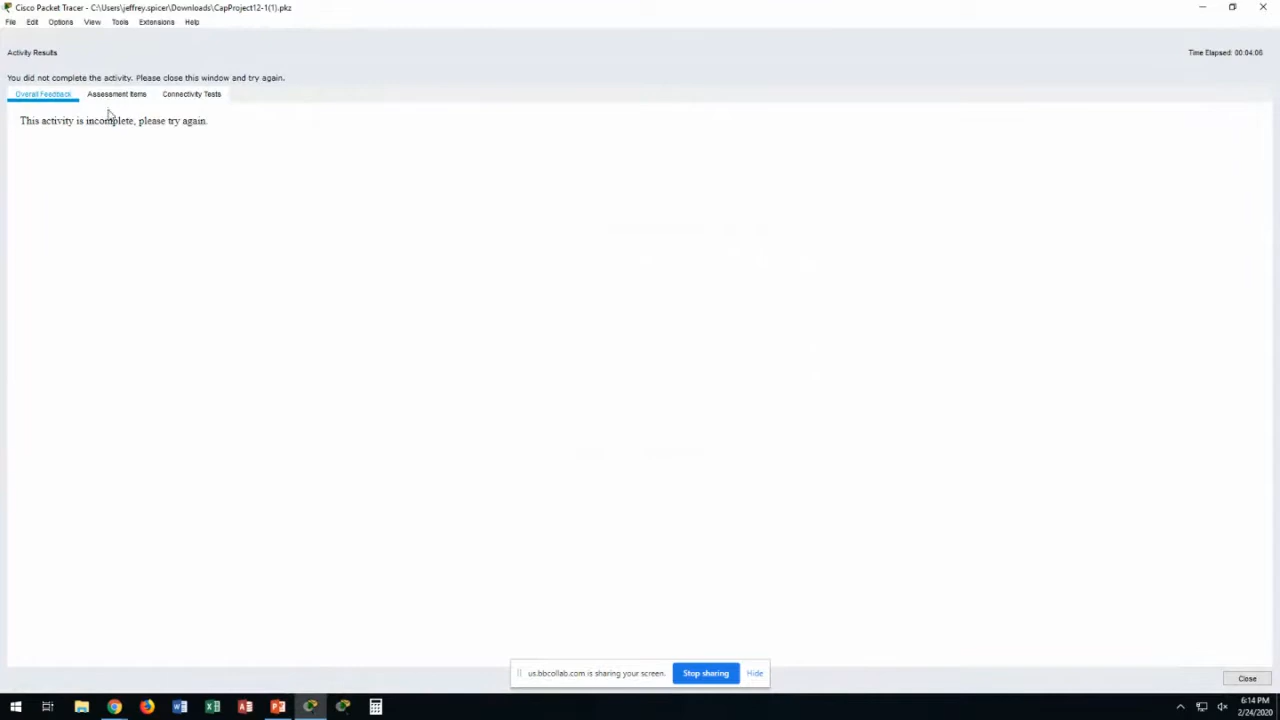 Cisco Packet Tracer - C:\Users\jeffrey.spicer\Downloads\CapProject12-1(1).pkz
File Edit Options View Tools Extensions Help
Activity Results
Time Elapsed: 00:04:06
You did not complete the activity. Please close this window and try again.
Overall Feedback Assessment Items Connectivity Tests
This activity is incomplete, please try again.
us.bbcollab.com is sharing your screen. Stop sharing Hide
Close
6:14 PM
2/24/2020